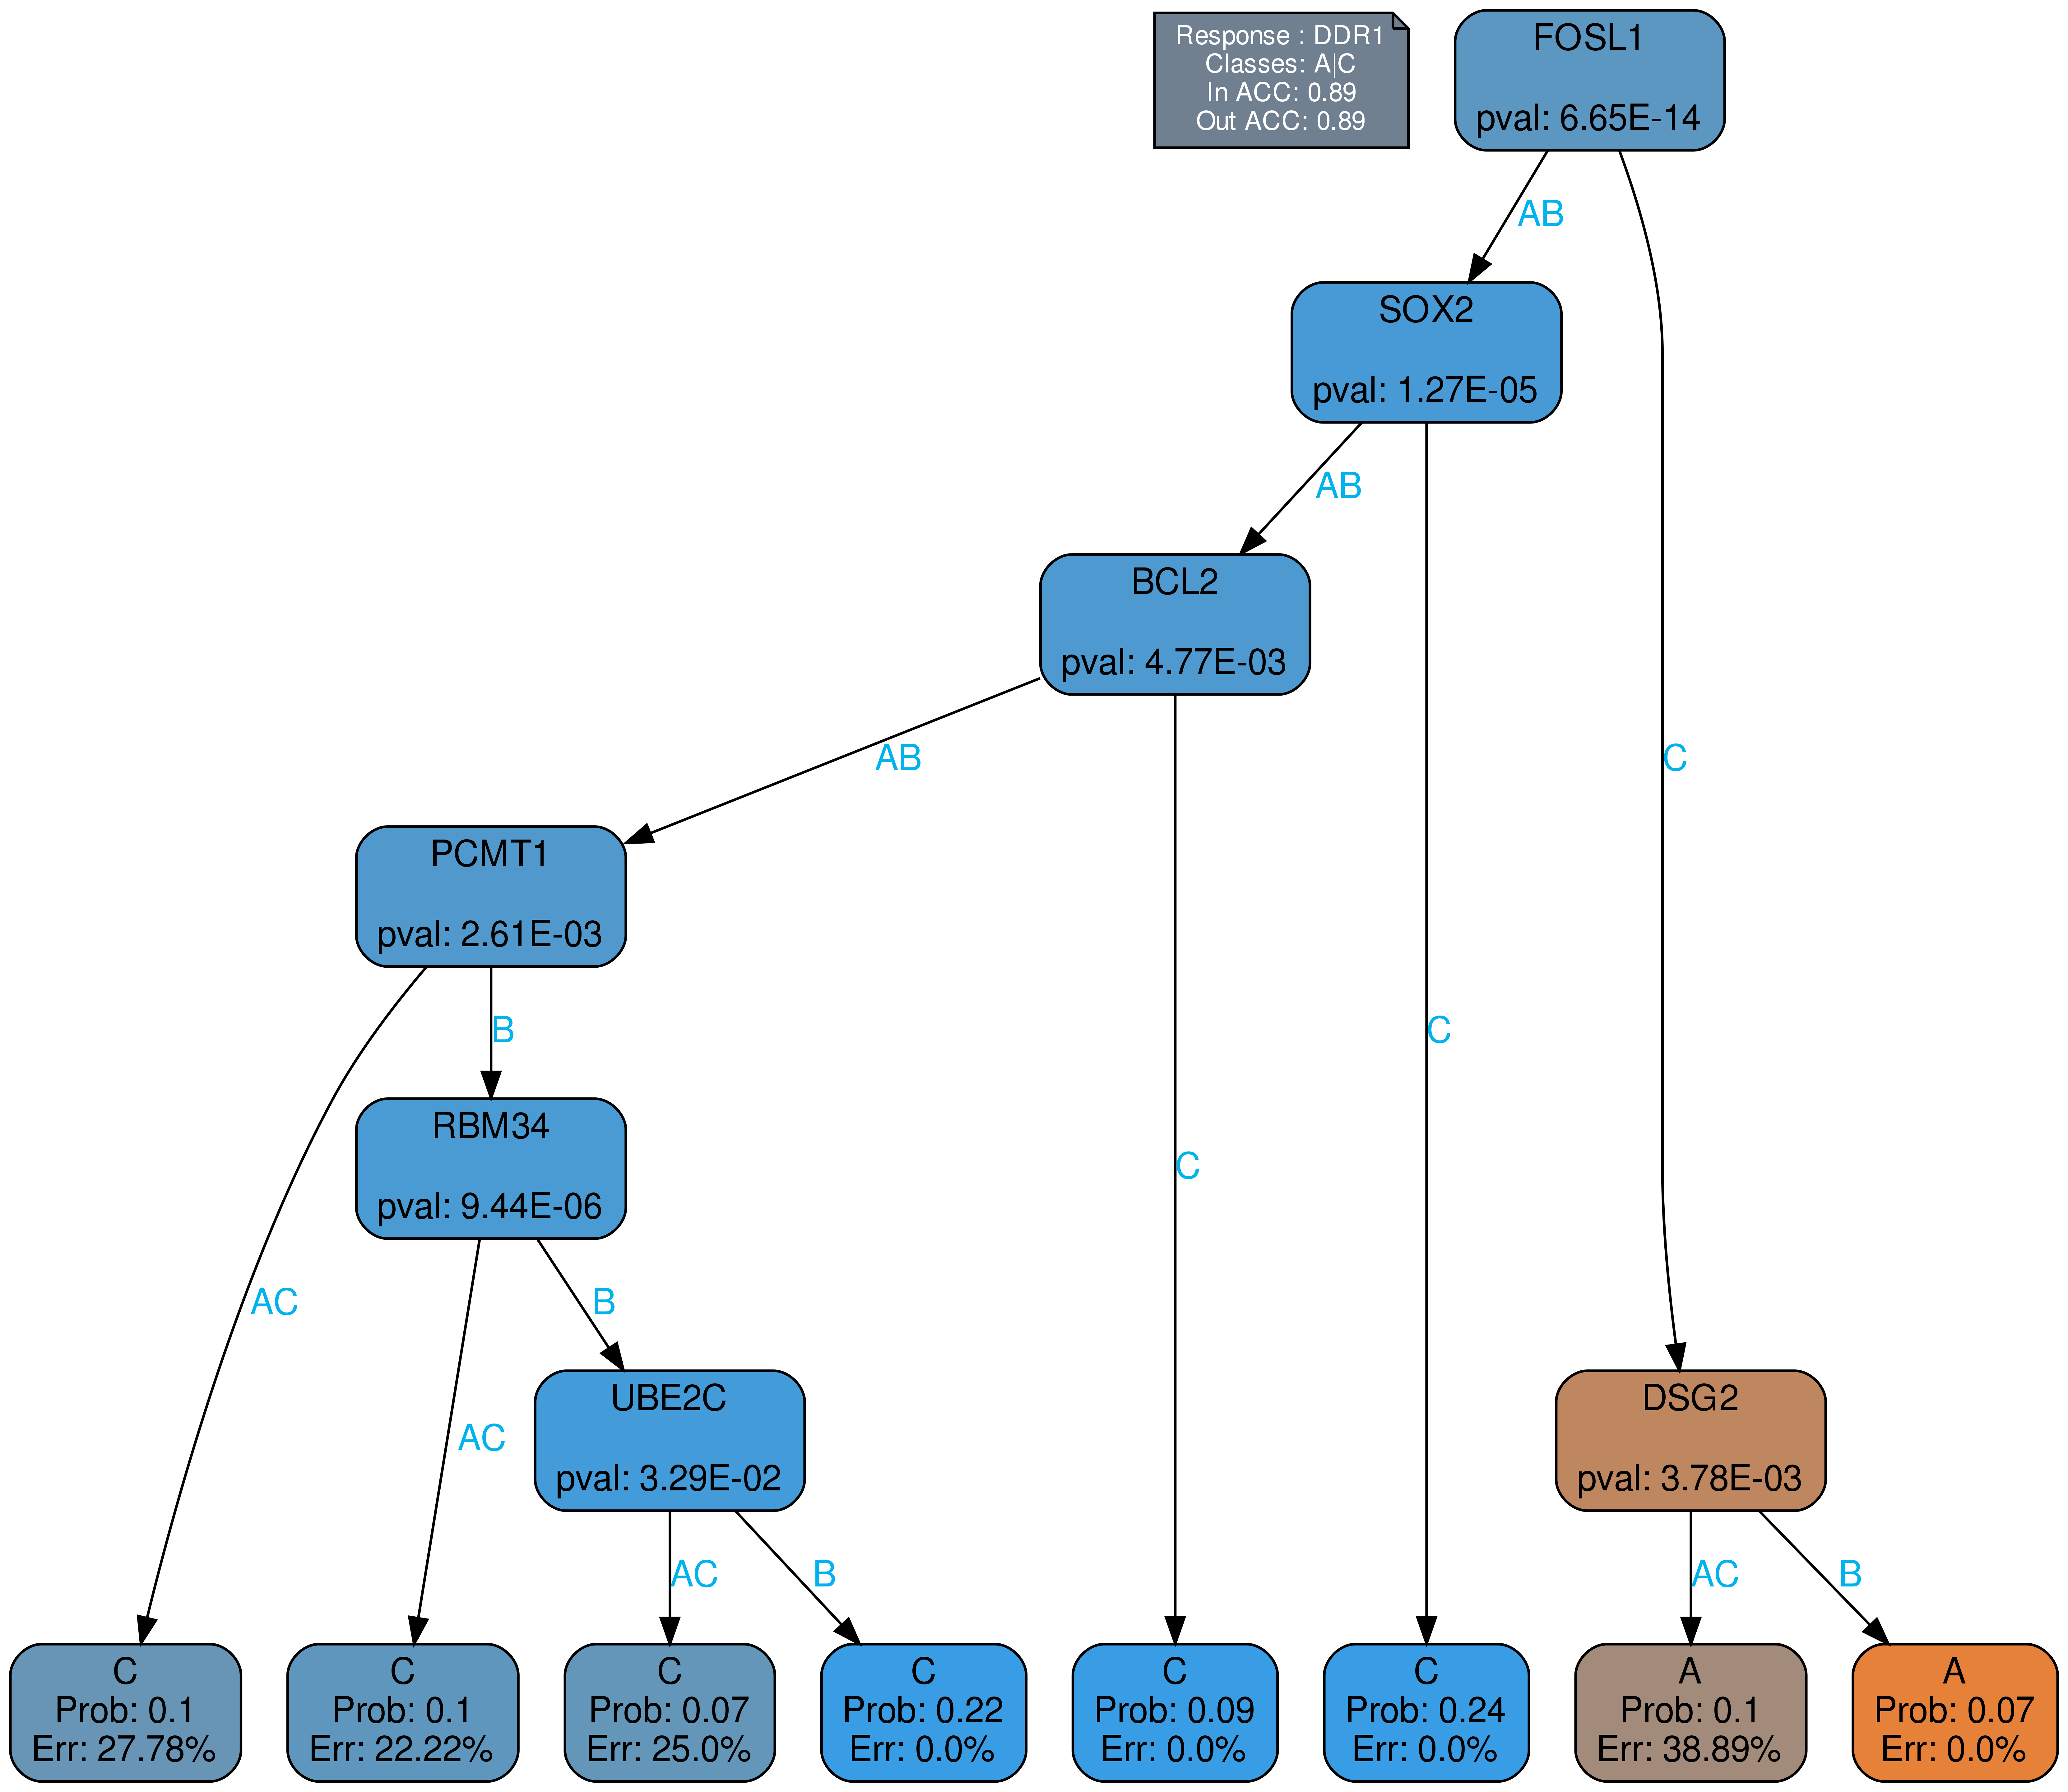 Response : DDR1
Classes: A|C
In ACC: 0.89
Out ACC: 0.89
FOSL1
pval: 6.65E-14
AB
SOX2
pval: 1.27E-05
AB
BCL2
pval: 4.77E-03
AB
C
PCMT1
pval: 2.61E-03
B
C
RBM34
pval: 9.44E-06
C
AC
B
UBE2C
pval: 3.29E-02
DSG2
pval: 3.78E-03
AC
AC
B
AC
B
C
Prob: 0.1
Err: 27.78%
C
Prob: 0.1
Err: 22.22%
C
Prob: 0.07
Err: 25.0%
C
Prob: 0.22
Err: 0.0%
C
Prob: 0.09
Err: 0.0%
C
Prob: 0.24
Err: 0.0%
A
Prob: 0.1
Err: 38.89%
A
Prob: 0.07
Err: 0.0%